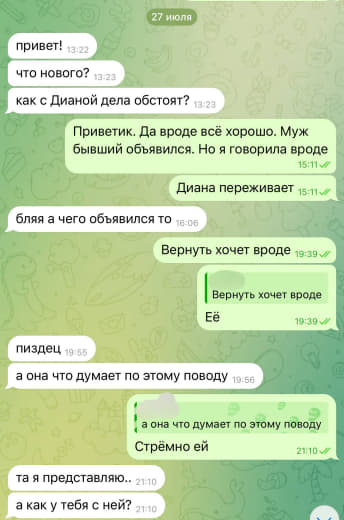 27 июля
привет! 13:22
что нового? 13:23
как с Дианой дела обстоят? 13:23
Приветик. Да вроде всё хорошо. Муж
бывший объявился. Но я говорила вроде
15:11
Диана переживает 15:11
бляя а чего объявился то 16:06
Вернуть хочет вроде 19:39
Вернуть хочет вроде
Её 19:39
пиздец 19:55
а она что думает по этому поводу 19:56
а она что думает по этому поводу
Стрёмно ей 21:10
та я представляю.. 21:10
а как у тебя с ней? 21:10